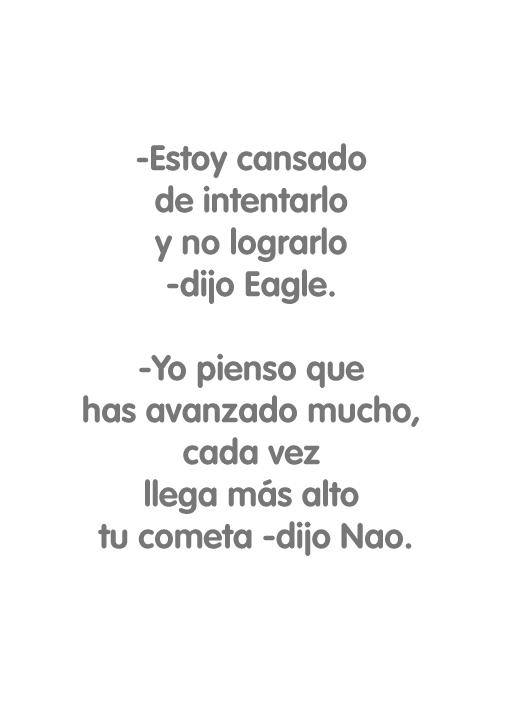 -Estoy cansado
de intentarlo
y no lograrlo
-dijo Eagle.
-Yo pienso que
has avanzado mucho,
cada vez
llega más alto
tu cometa -dijo Nao.